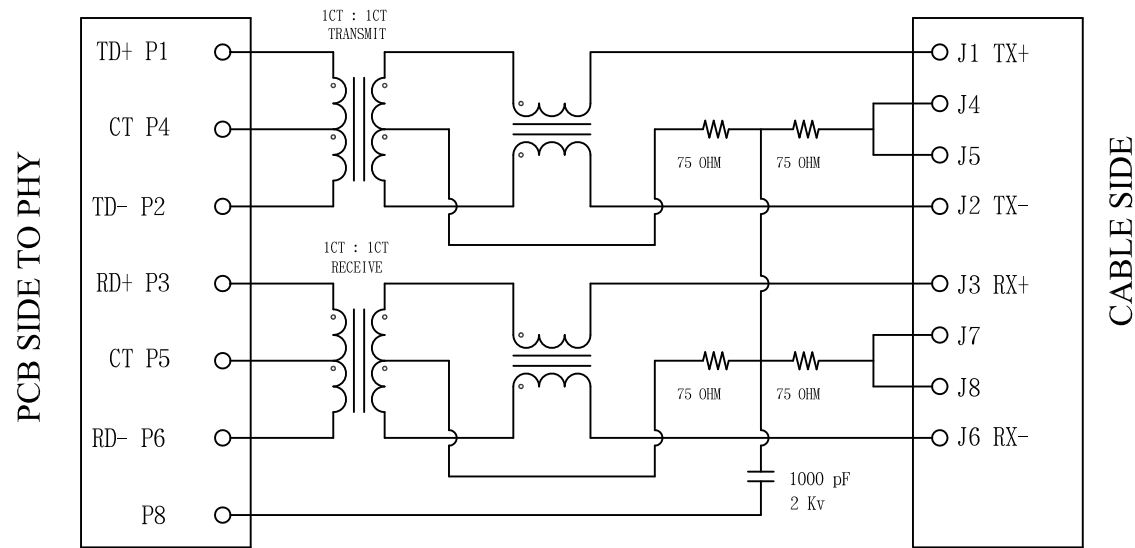 1CT : 1CT
TRANSMIT
TD+ P1
J1 TX+
J4
CT P4
75 OHM
75 OHM
J5
TD- P2
J2 TX-
PCB SIDE TO PHY
CABLE SIDE
1CT : 1CT
RECEIVE
RD+ P3
J3 RX+
J7
CT P5
75 OHM
75 OHM
J8
RD- P6
J6 RX-
1000 pF
2 Kv
P8